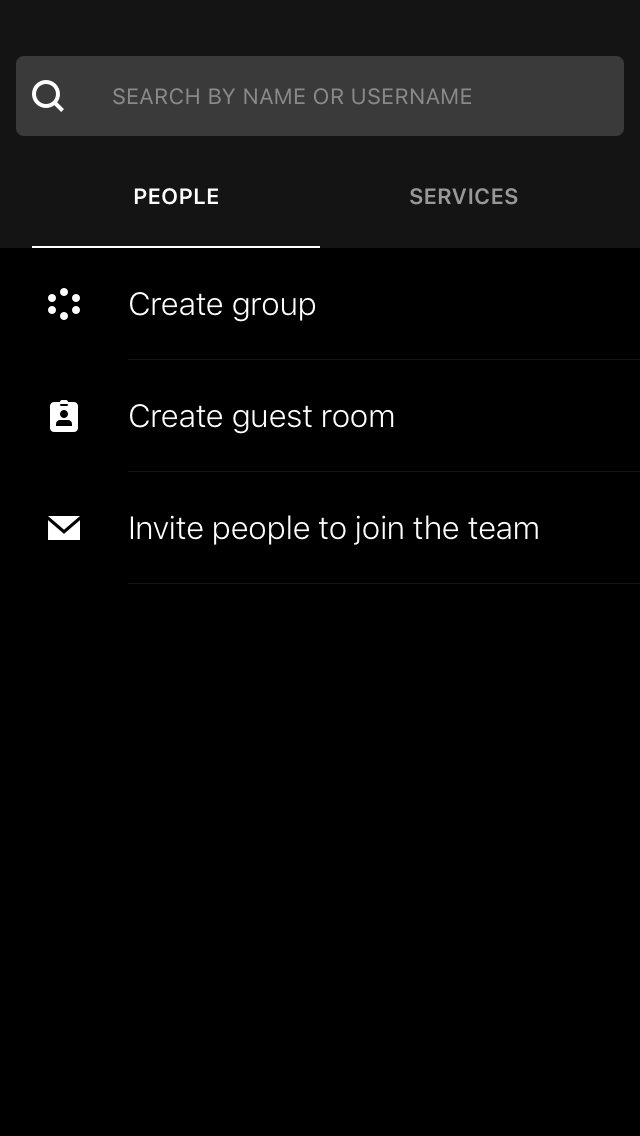 SEARCH BY NAME OR USERNAME
PEOPLE
SERVICES
Create group
Create guest room
Invite people to join the team